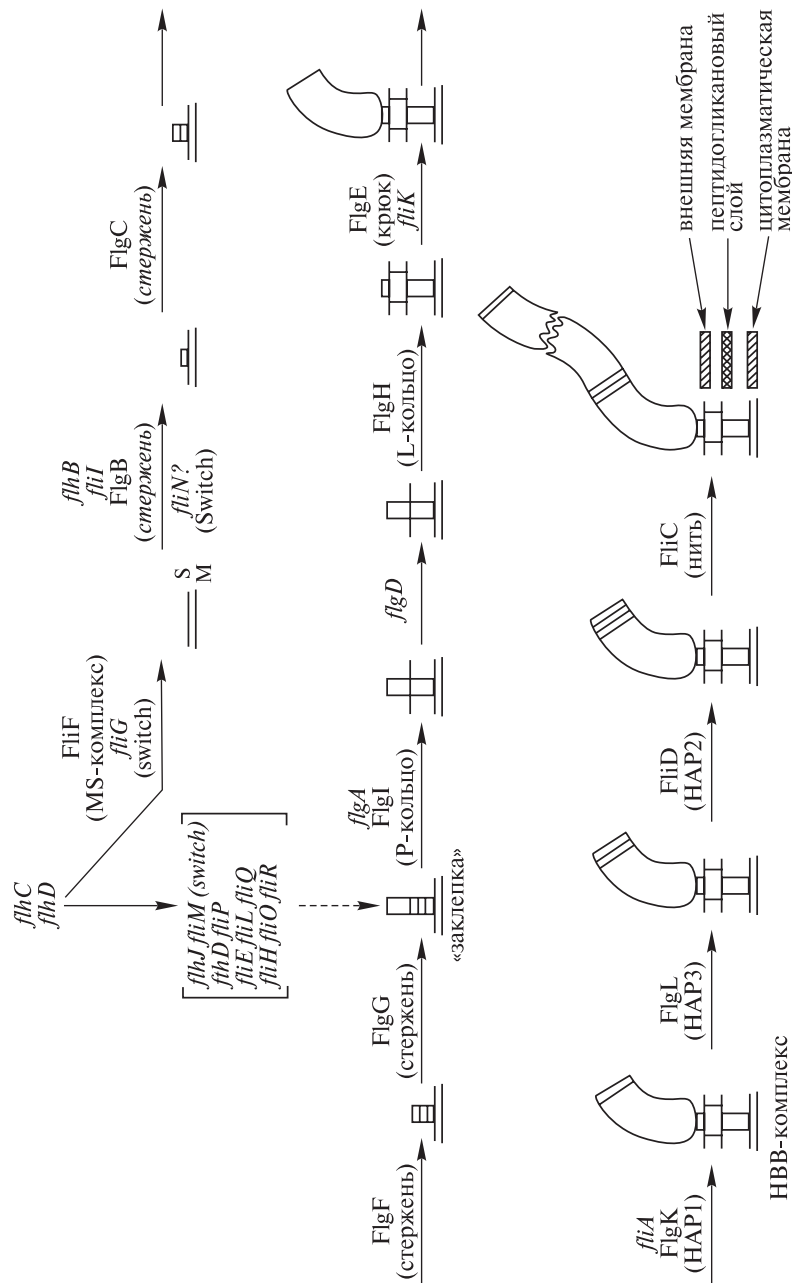 flhC
flhD
FliF
(MS-комплекс)
fliG
(switch)
S
M
flhB
fliI
FlgB
(стержень)
fliN?
(Switch)
FlgC
(стержень)
flhJ fliM (switch)
fthD fliP
fliE fliL fliQ
fliH fliO fliR
FlgF
(стержень)
FlgG
(стержень)
«заклепка»
flgA
FlgI
(P-кольцо)
flgD
FlgH
(L-кольцо)
FlgE
(крюк)
fliK
fliA
FlgK
(HAP1)
HBB-комплекс
FlgL
(HAP3)
FliD
(HAP2)
FliC
(нить)
внешняя мембрана
пептидогликановый
слой
цитоплазматическая
мембрана